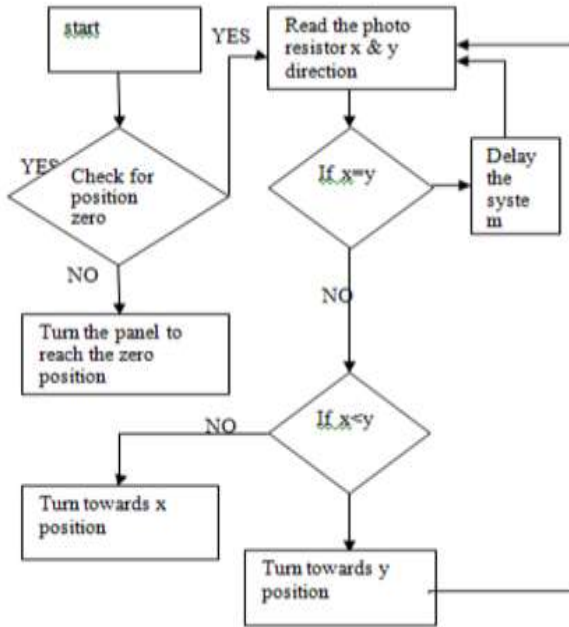 start
YES
Read the photo
resistor x & y
direction
YES
Check for
position
zero
If x=y
Delay
the
syste
m
NO
Turn the panel to
reach the zero
position
NO
If x<y
NO
Turn towards x
position
Turn towards y
position